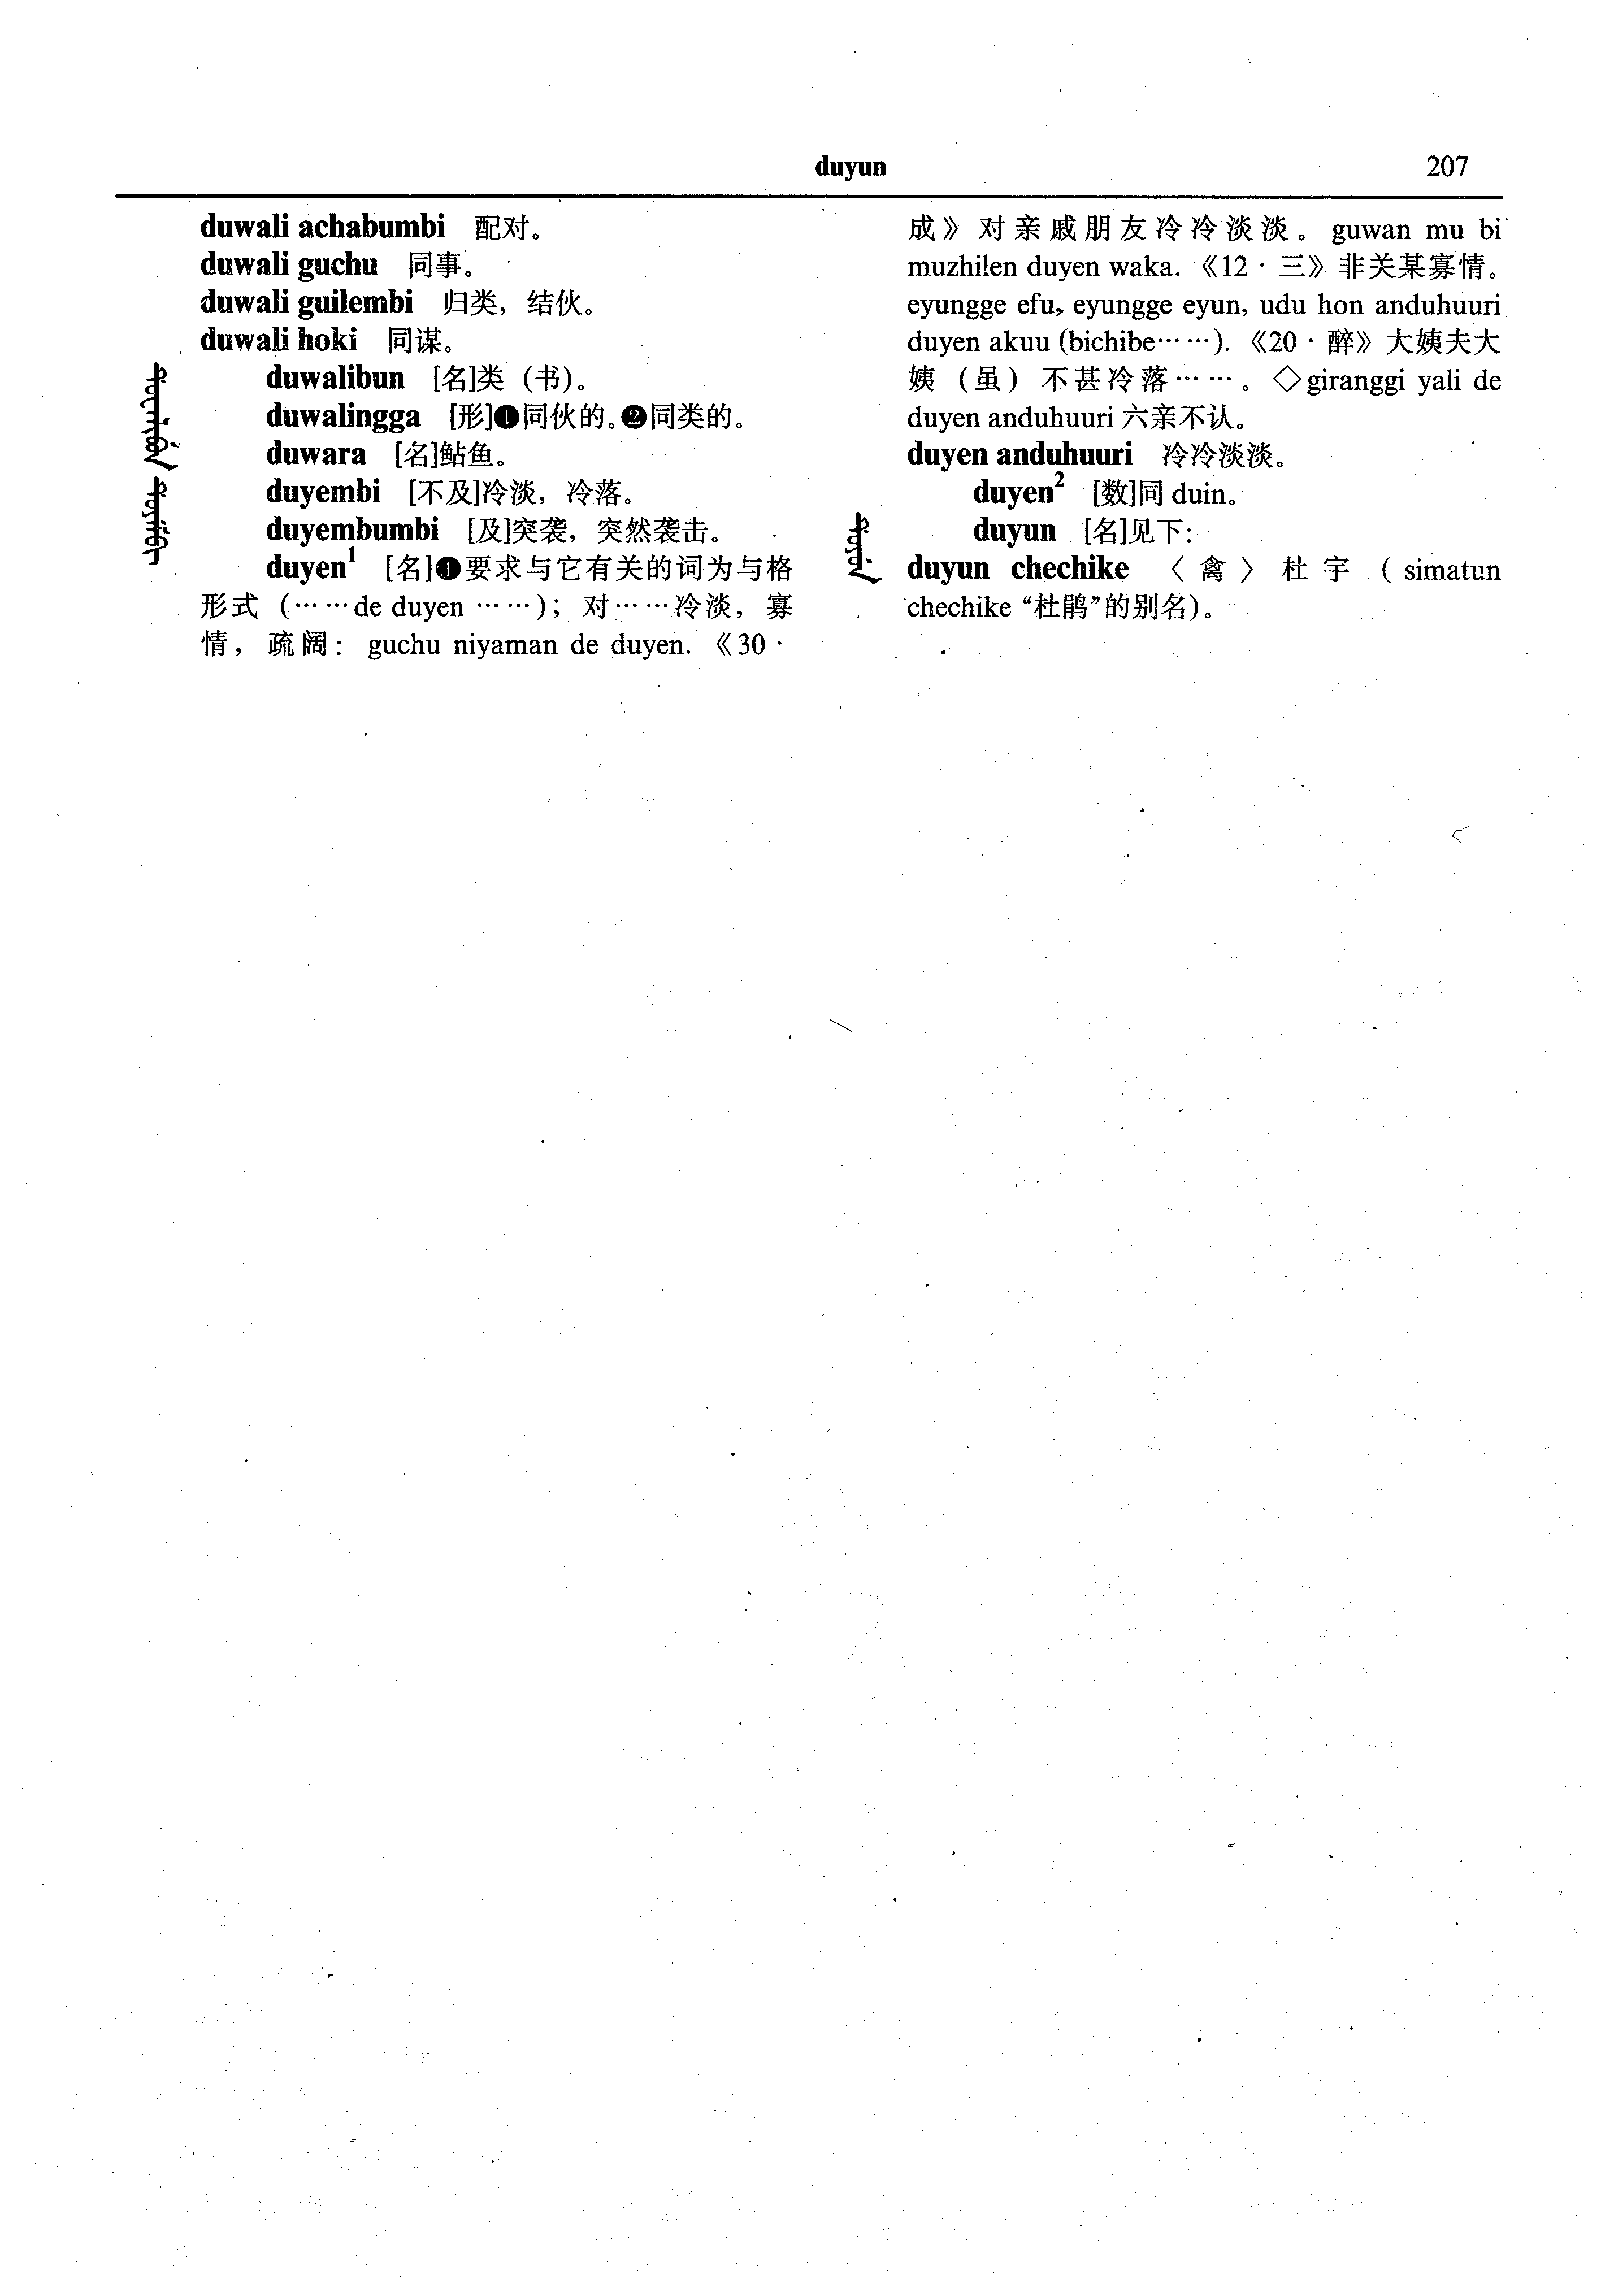 duyun 207
duwali achabumbi 配对。
duwali guchu 同事。
duwali guilembi 归类，结伙。
duwali hoki 同谋。
duwalibun [名]类（书）。
duwalingga [形]❶同伙的。❷同类的。
duwara [名]鲇鱼。
duyembi [不及]冷淡，冷落。
duyembumbi [及]突袭，突然袭击。
duyen¹ [名]❶要求与它有关的词为与格
形式（……de duyen ……）；对……冷淡，寡
情，疏阔：guchu niyaman de duyen.《30·
成》对亲戚朋友冷冷淡淡。guwan mu bi
muzhilen duyen waka.《12·三》非关某寡情。
eyungge efu, eyungge eyun, udu hon anduhuuri
duyen akuu (bichibe……).《20·醉》大姨夫大
姨（虽）不甚冷落……。◇giranggi yali de
duyen anduhuuri 六亲不认。
duyen anduhuuri 冷冷淡淡。
duyen² [数]同 duin。
duyun [名]见下：
duyun chechike 〈禽〉杜宇（simatun
chechike “杜鹃”的别名）。